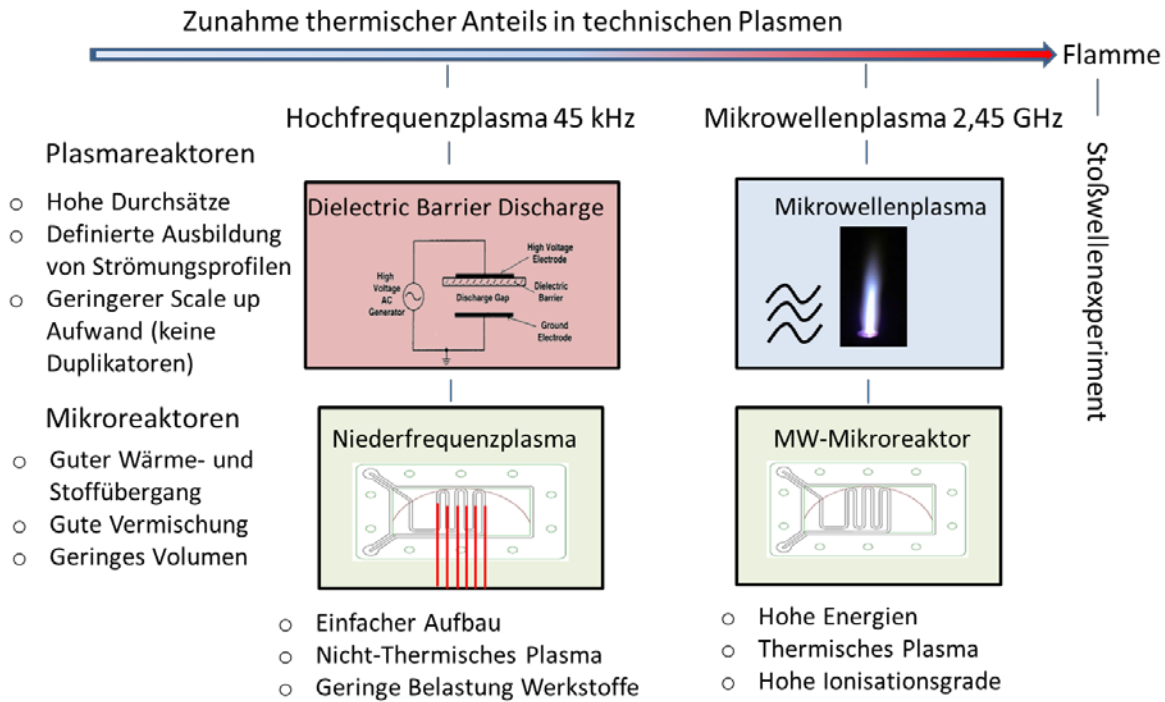 Zunahme thermischer Anteils in technischen Plasmen
Flamme
Hochfrequenzplasma 45 kHz
Mikrowellenplasma 2,45 GHz
Stoßwellenexperiment
Plasmareaktoren
○ Hohe Durchsätze
○ Definierte Ausbildung
von Strömungsprofilen
○ Geringerer Scale up
Aufwand (keine
Duplikatoren)
Dielectric Barrier Discharge
High Voltage
Electrode
High
Voltage
AC
Generator
Dielectric
Barrier
Discharge Gap
Ground
Electrode
Mikrowellenplasma
Mikroreaktoren
○ Guter Wärme- und
Stoffübergang
○ Gute Vermischung
○ Geringes Volumen
Niederfrequenzplasma
MW-Mikroreaktor
○ Einfacher Aufbau
○ Nicht-Thermisches Plasma
○ Geringe Belastung Werkstoffe
○ Hohe Energien
○ Thermisches Plasma
○ Hohe Ionisationsgrade